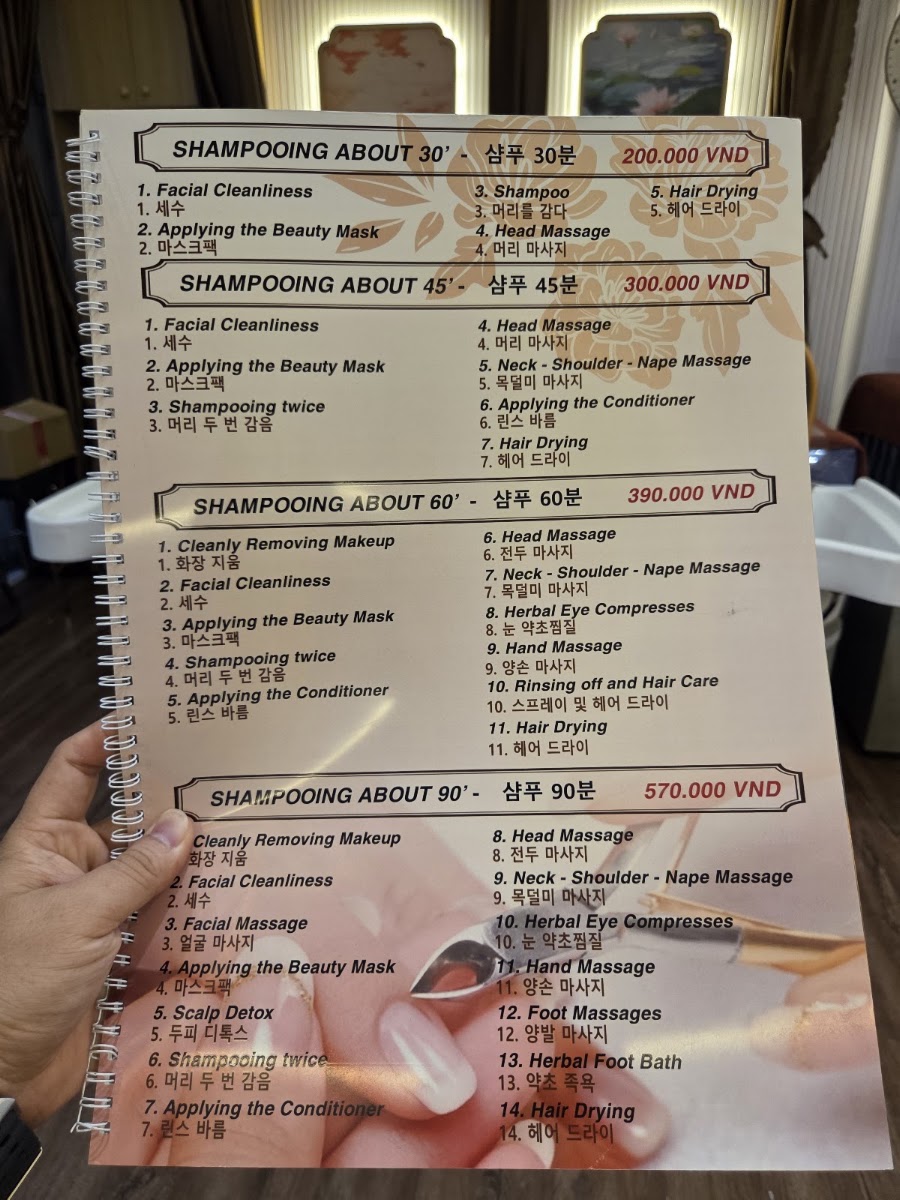 SHAMPOOING ABOUT 30' - 샴푸 30분 200.000 VND
1. Facial Cleanliness
1. 세수
2. Applying the Beauty Mask
2. 마스크팩
3. Shampoo
3. 머리를 감다
4. Head Massage
4. 머리 마사지
5. Hair Drying
5. 헤어 드라이
SHAMPOOING ABOUT 45' - 샴푸 45분 300.000 VND
1. Facial Cleanliness
1. 세수
2. Applying the Beauty Mask
2. 마스크팩
3. Shampooing twice
3. 머리 두 번 감음
4. Head Massage
4. 머리 마사지
5. Neck - Shoulder - Nape Massage
5. 목덜미 마사지
6. Applying the Conditioner
6. 린스 바름
7. Hair Drying
7. 헤어 드라이
SHAMPOOING ABOUT 60' - 샴푸 60분 390.000 VND
1. Cleanly Removing Makeup
1. 화장 지움
2. Facial Cleanliness
2. 세수
3. Applying the Beauty Mask
3. 마스크팩
4. Shampooing twice
4. 머리 두 번 감음
5. Applying the Conditioner
5. 린스 바름
6. Head Massage
6. 전두 마사지
7. Neck - Shoulder - Nape Massage
7. 목덜미 마사지
8. Herbal Eye Compresses
8. 눈 약초찜질
9. Hand Massage
9. 양손 마사지
10. Rinsing off and Hair Care
10. 스프레이 및 헤어 드라이
11. Hair Drying
11. 헤어 드라이
SHAMPOOING ABOUT 90' - 샴푸 90분 570.000 VND
Cleanly Removing Makeup
화장 지움
2. Facial Cleanliness
2. 세수
3. Facial Massage
3. 얼굴 마사지
4. Applying the Beauty Mask
4. 마스크팩
5. Scalp Detox
5. 두피 디톡스
6. Shampooing twice
6. 머리 두 번 감음
7. Applying the Conditioner
7. 린스 바름
8. Head Massage
8. 전두 마사지
9. Neck - Shoulder - Nape Massage
9. 목덜미 마사지
10. Herbal Eye Compresses
10. 눈 약초찜질
11. Hand Massage
11. 양손 마사지
12. Foot Massages
12. 양발 마사지
13. Herbal Foot Bath
13. 약초 족욕
14. Hair Drying
14. 헤어 드라이